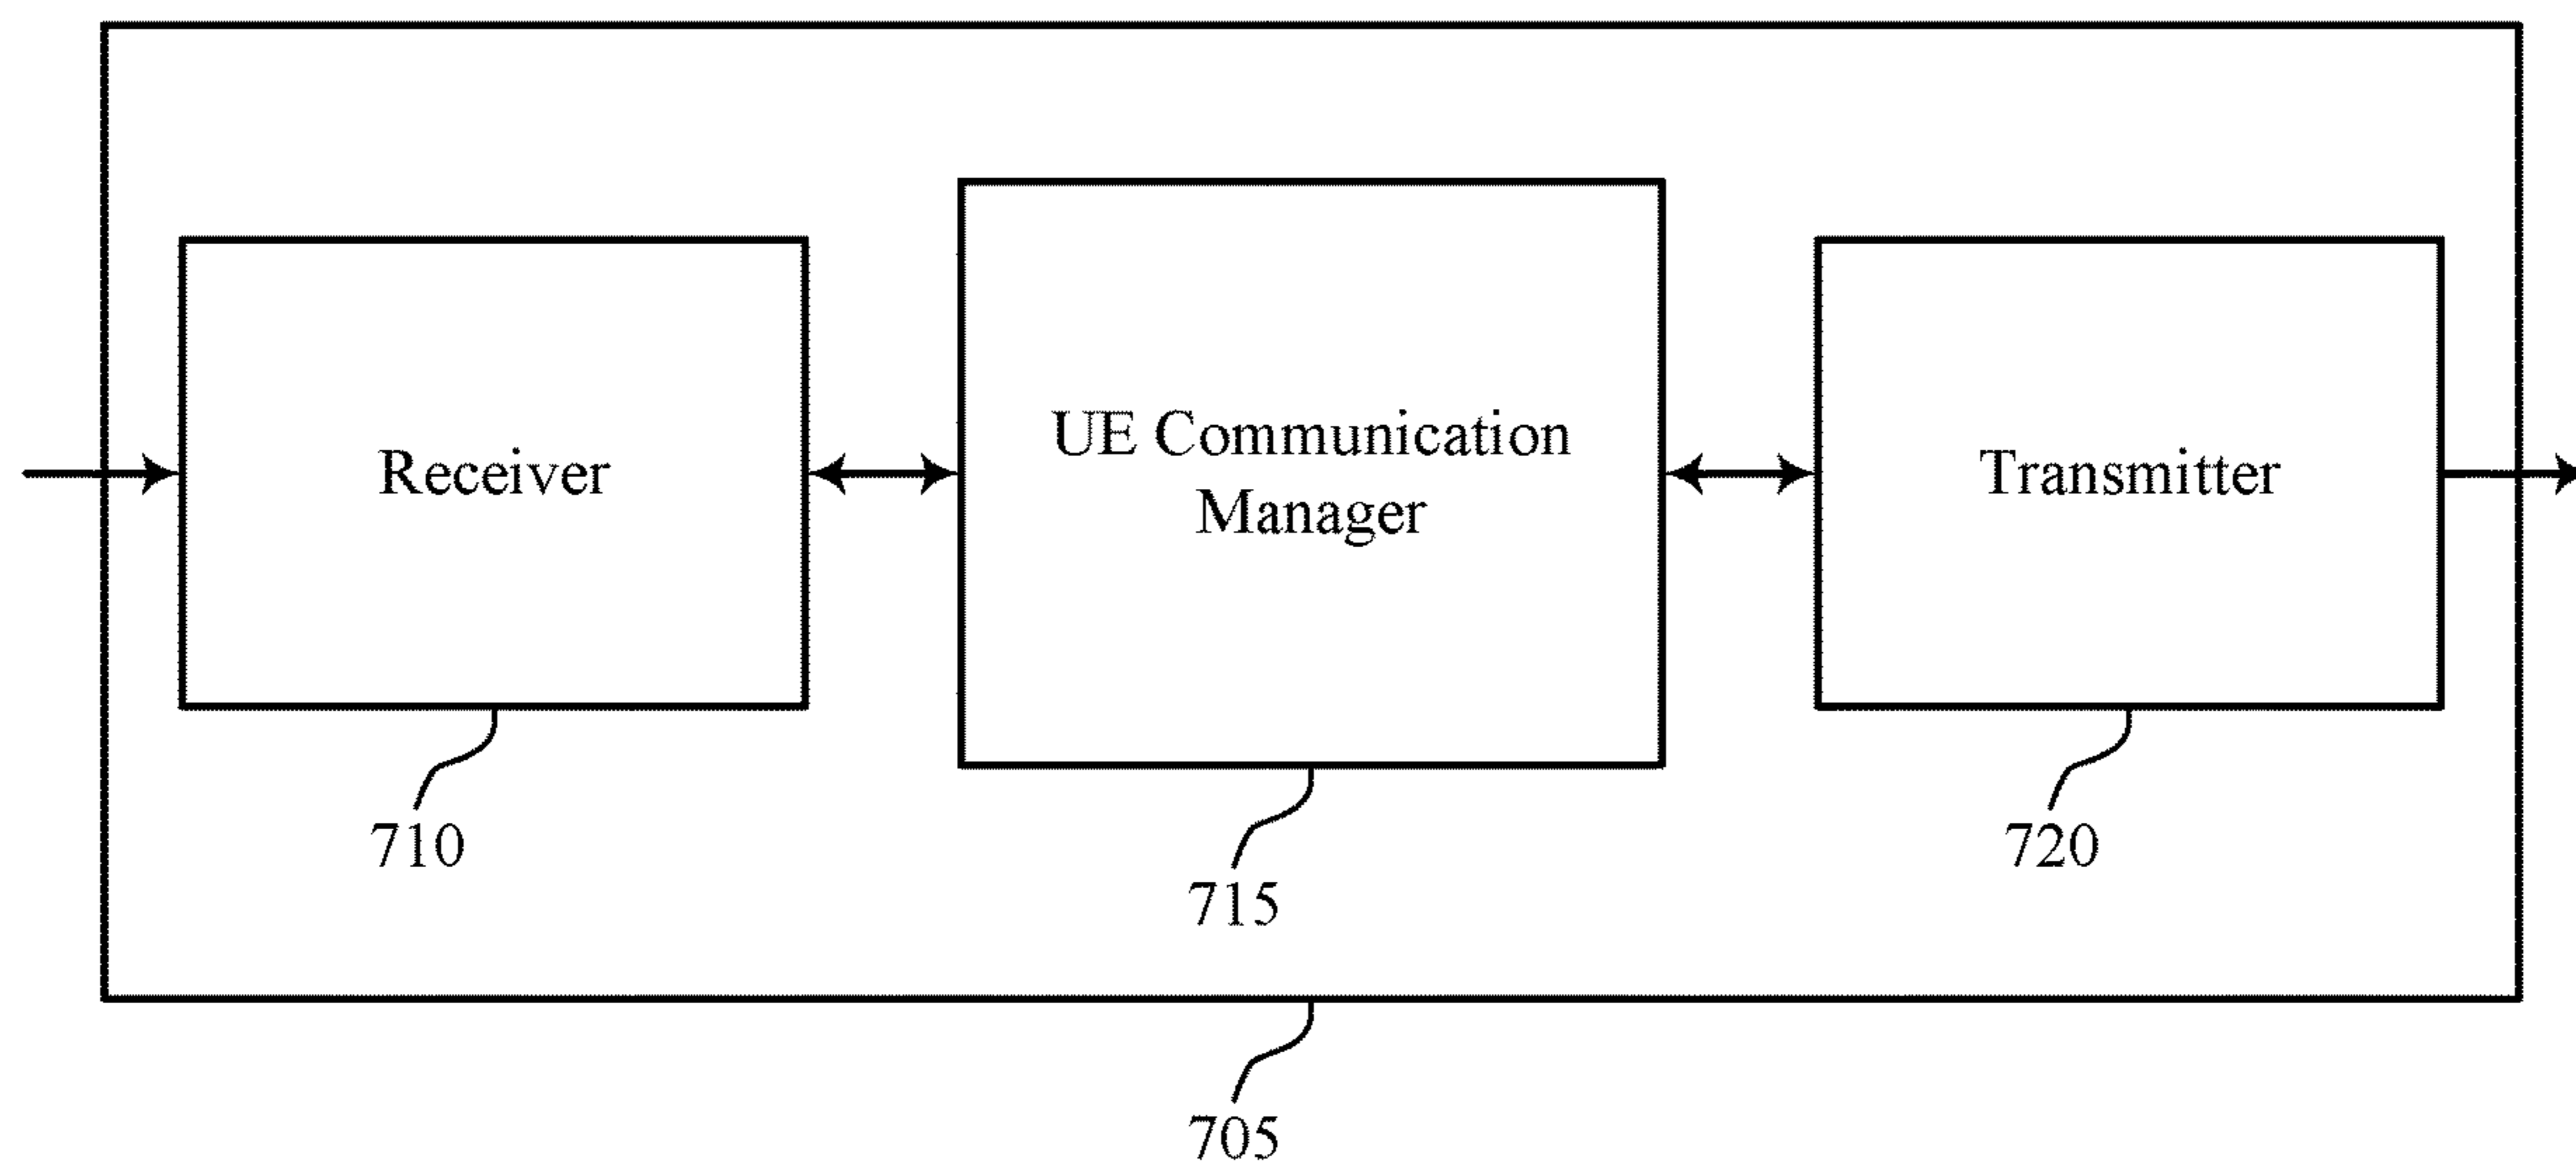 Receiver
UE Communication
Manager
Transmitter
710
715
720
705